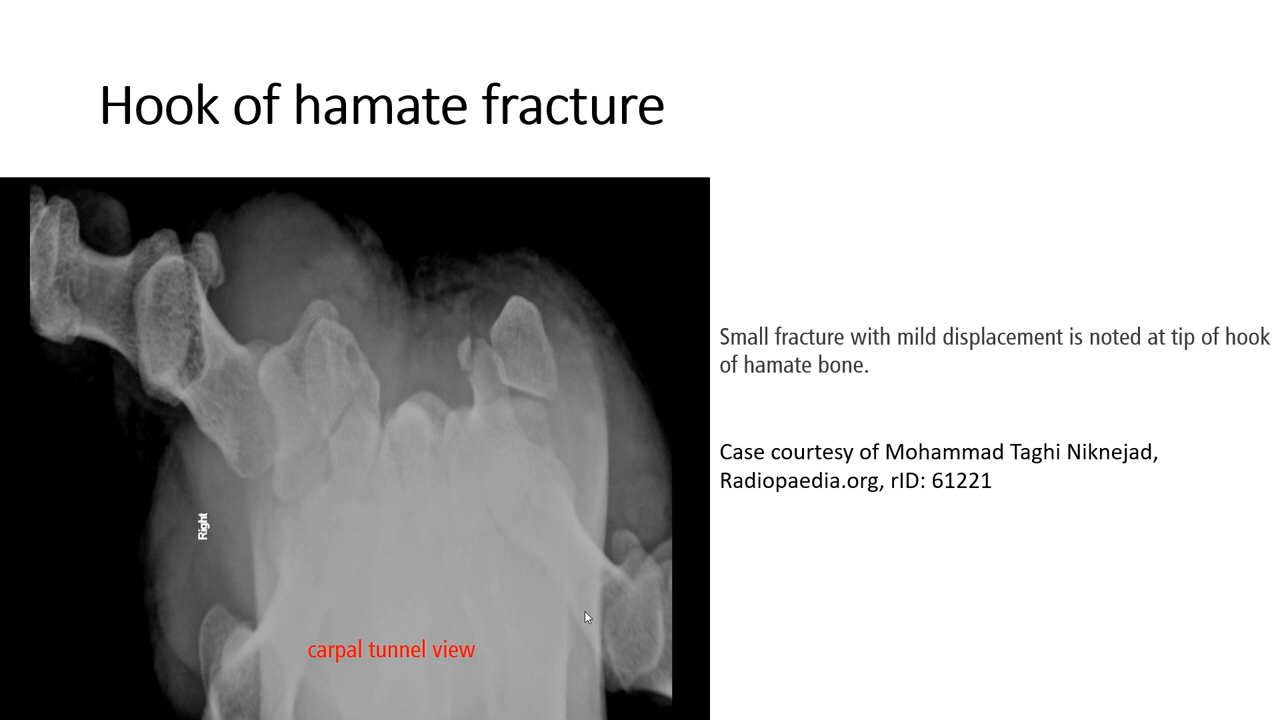 Hook of hamate fracture
Small fracture with mild displacement is noted at tip of hook
of hamate bone.
Case courtesy of Mohammad Taghi Niknejad,
Radiopaedia.org, rID: 61221
Right
carpal tunnel view